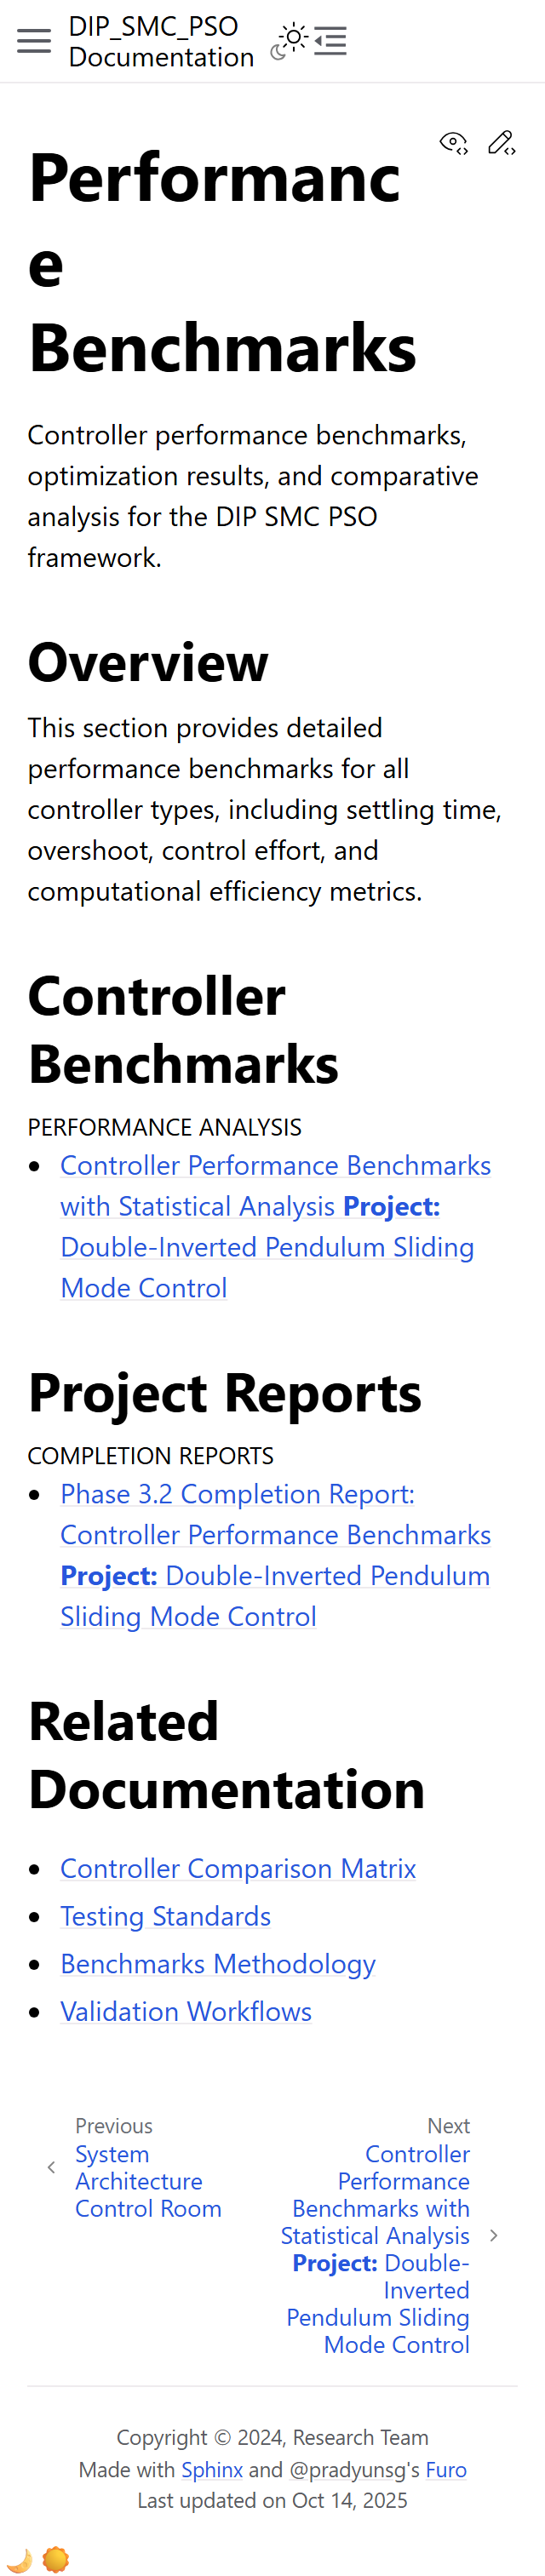 DIP_SMC_PSO
Documentation
Performanc
e
Benchmarks
Controller performance benchmarks,
optimization results, and comparative
analysis for the DIP SMC PSO
framework.
Overview
This section provides detailed
performance benchmarks for all
controller types, including settling time,
overshoot, control effort, and
computational efficiency metrics.
Controller
Benchmarks
PERFORMANCE ANALYSIS
Controller Performance Benchmarks
with Statistical Analysis Project:
Double-Inverted Pendulum Sliding
Mode Control
Project Reports
COMPLETION REPORTS
Phase 3.2 Completion Report:
Controller Performance Benchmarks
Project: Double-Inverted Pendulum
Sliding Mode Control
Related
Documentation
Controller Comparison Matrix
Testing Standards
Benchmarks Methodology
Validation Workflows
Previous
System
Architecture
Control Room
Next
Controller
Performance
Benchmarks with
Statistical Analysis
Project: Double-
Inverted
Pendulum Sliding
Mode Control
Copyright © 2024, Research Team
Made with Sphinx and @pradyunsg's Furo
Last updated on Oct 14, 2025